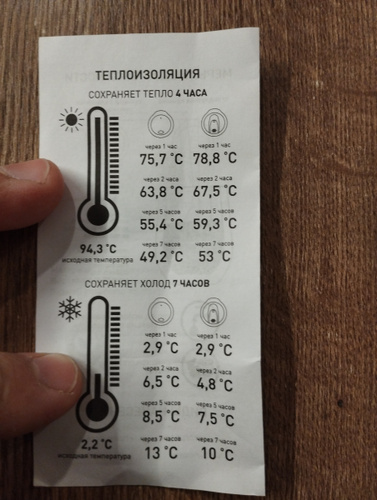 ТЕПЛОИЗОЛЯЦИЯ
СОХРАНЯЕТ ТЕПЛО 4 ЧАСА
через 1 час через 1 час
75,7 °C 78,8 °C
через 2 часа через 2 часа
63,8 °C 67,5 °C
через 5 часов через 5 часов
55,4 °C 59,3 °C
через 7 часов через 7 часов
49,2 °C 53 °C
94,3 °C
исходная температура
СОХРАНЯЕТ ХОЛОД 7 ЧАСОВ
через 1 час через 1 час
2,9 °C 2,9 °C
через 2 часа через 2 часа
6,5 °C 4,8 °C
через 5 часов через 5 часов
8,5 °C 7,5 °C
через 7 часов через 7 часов
13 °C 10 °C
2,2 °C
исходная температура